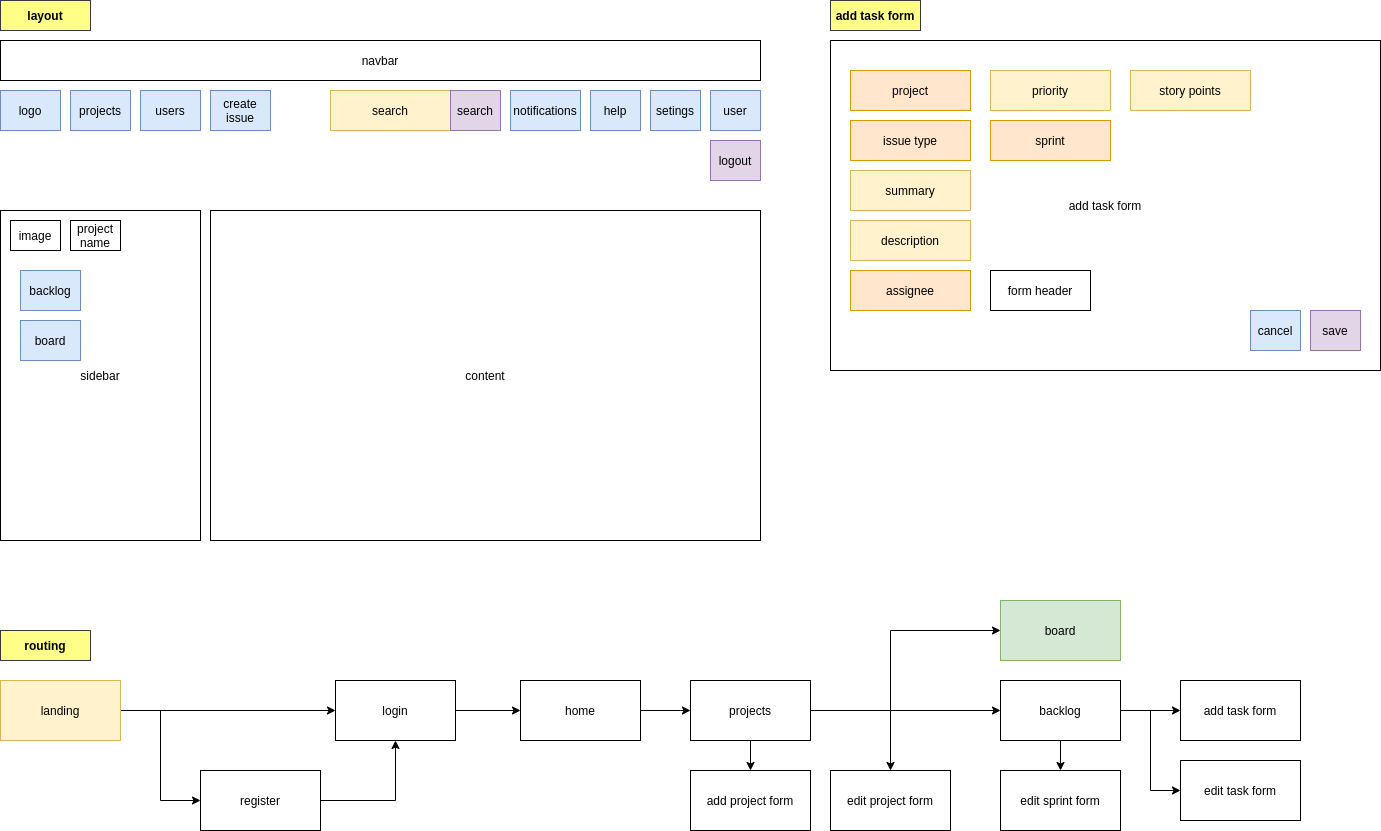 layout
navbar
logo
projects
users
create
issue
search
search
notifications
help
setings
user
logout
image
project
name
backlog
board
sidebar
content
add task form
project
priority
story points
issue type
sprint
summary
add task form
description
assignee
form header
cancel
save
routing
board
landing
login
home
projects
backlog
add task form
register
add project form
edit project form
edit sprint form
edit task form